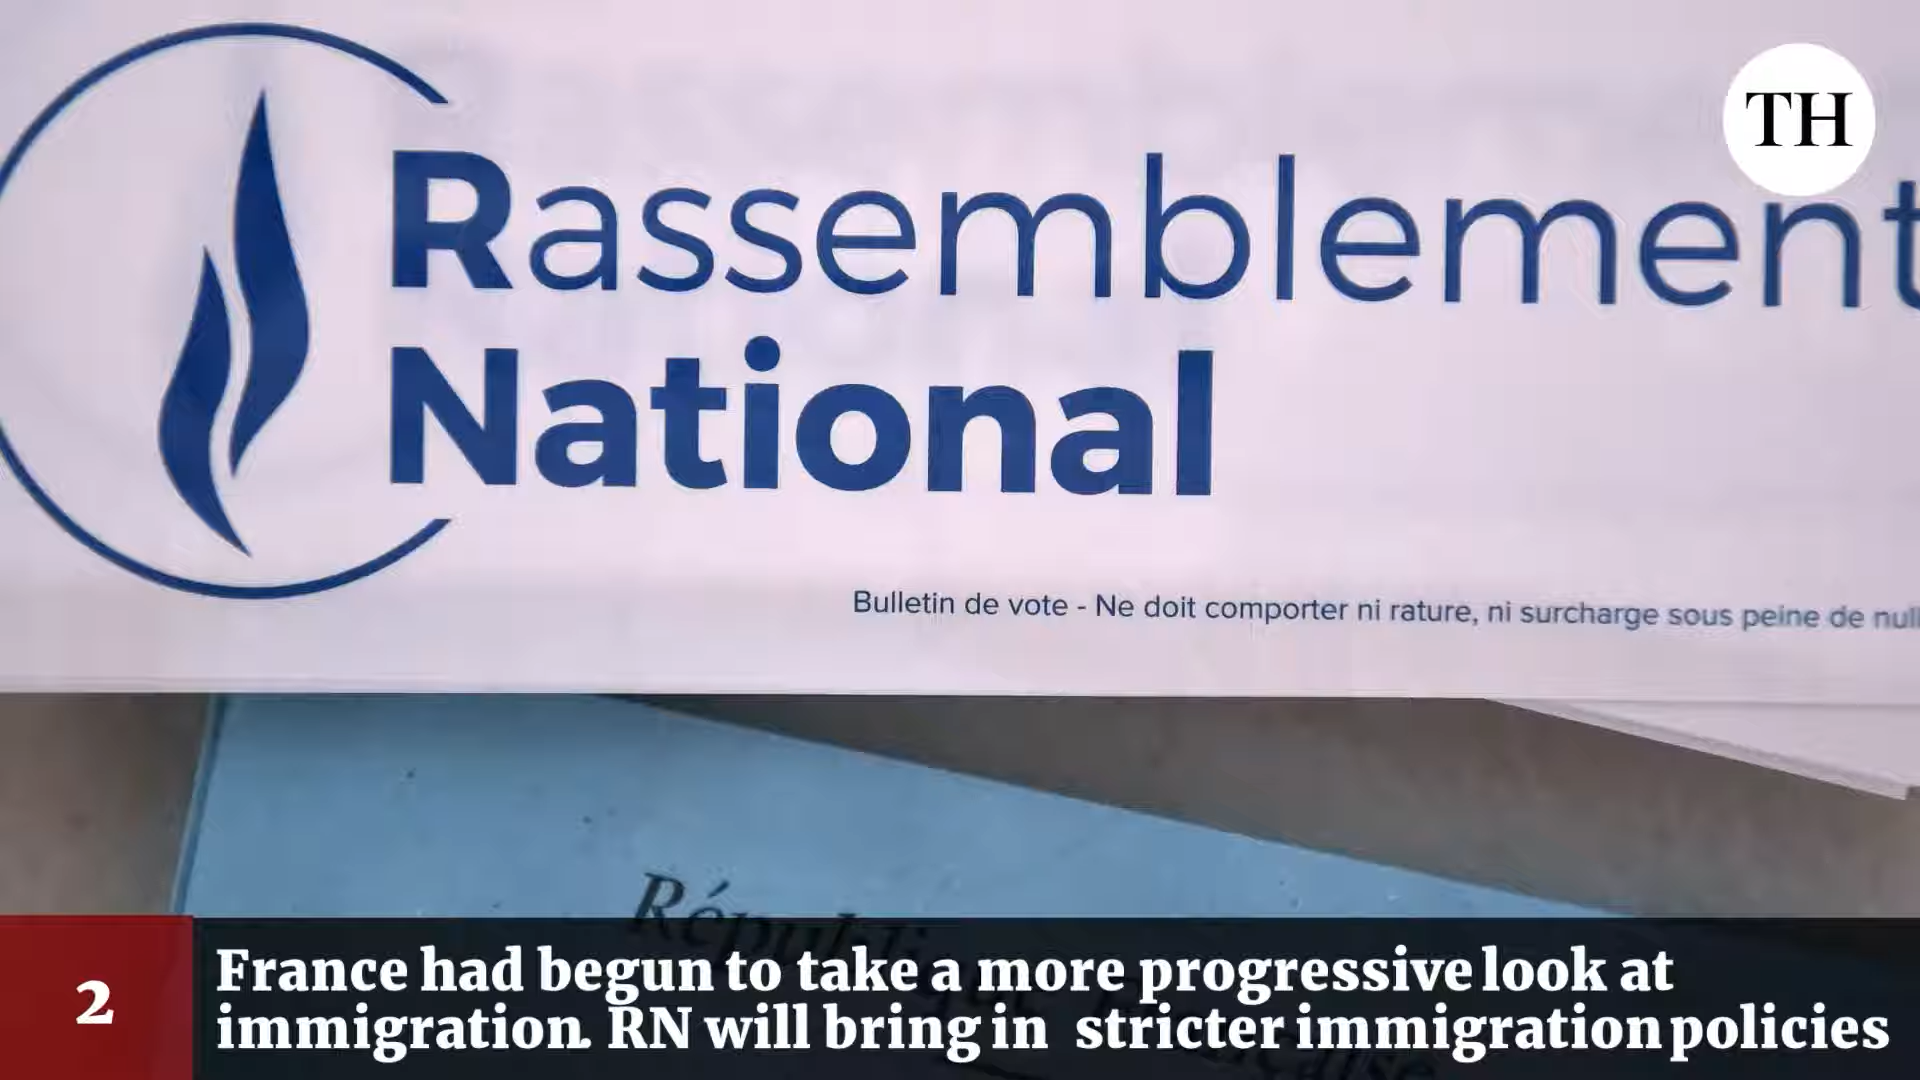 TH
Rassemblement
National
Bulletin de vote - Ne doit comporter ni rature, ni surcharge sous peine de
2
France had begun to take a more progressive look at
immigration. RN will bring in stricter immigration policies